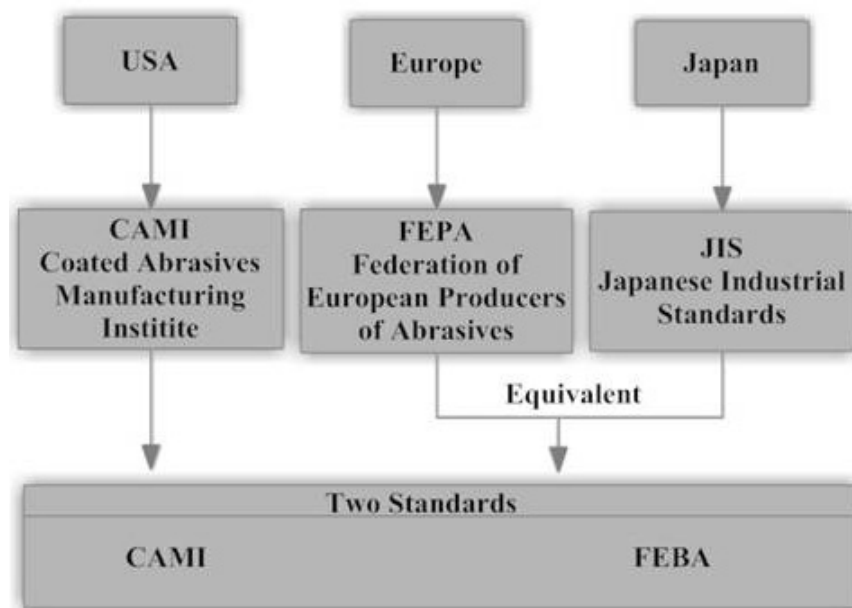 USA
Europe
Japan
CAMI
Coated Abrasives
Manufacturing
Institite
FEPA
Federation of
European Producers
of Abrasives
JIS
Japanese Industrial
Standards
Equivalent
Two Standards
CAMI
FEBA